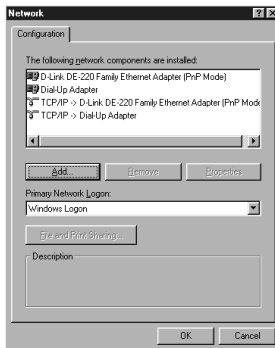 Network
Configuration
The following network components are installed:
D-Link DE-220 Family Ethernet Adapter (PnP Mode)
Dial-Up Adapter
TCP/IP -> D-Link DE-220 Family Ethernet Adapter (PnP Mode
TCP/IP -> Dial-Up Adapter
Add... Remove Properties
Primary Network Logon:
Windows Logon
File and Print Sharing...
Description
OK Cancel